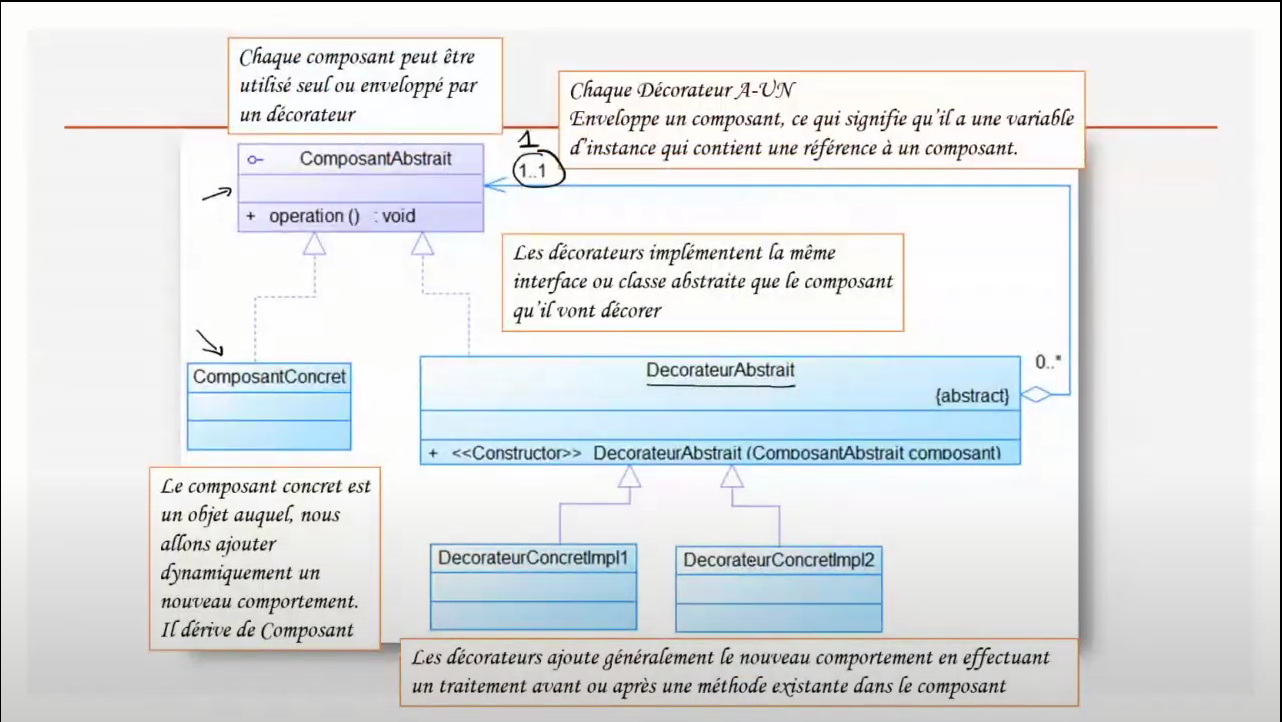 Chaque composant peut être
utilisé seul ou enveloppé par
un décorateur
Chaque Décorateur A-UN
Enveloppe un composant, ce qui signifie qu'il a une variable
d'instance qui contient une référence à un composant.
1
1..1
ComposantAbstrait
+ operation () : void
Les décorateurs implémentent la même
interface ou classe abstraite que le composant
qu'il vont décorer
ComposantConcret
DecorateurAbstrait
0..*
{abstract}
+ <<Constructor>> DecorateurAbstrait (ComposantAbstrait composant)
Le composant concret est
un objet auquel, nous
allons ajouter
dynamiquement un
nouveau comportement.
Il dérive de Composant
DecorateurConcretImpl1
DecorateurConcretImpl2
Les décorateurs ajoute généralement le nouveau comportement en effectuant
un traitement avant ou après une méthode existante dans le composant